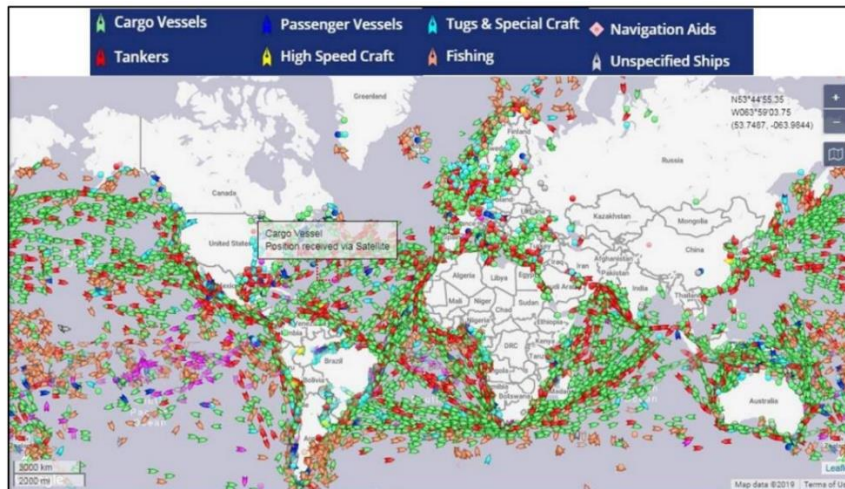 Cargo Vessels
Passenger Vessels
Tugs & Special Craft
Navigation Aids
Tankers
High Speed Craft
Fishing
Unspecified Ships
N53°44'55.35
W063°59'03.75
(53.7487, -063.9844)
+
−
Greenland
Finland
Russia
Canada
Kazakhstan
Mongolia
United States
Cargo Vessel
Position received via Satellite
China
Afghanistan
Pakistan
Iran
Algeria
Libya
Egypt
Saudi Arabia
India
Thailand
Mali
Niger
Chad
Sudan
Nigeria
Ethiopia
DRC
Brazil
Bolivia
Botswana
Australia
3000 km
2000 mi
Map data ©2019
Terms of Us